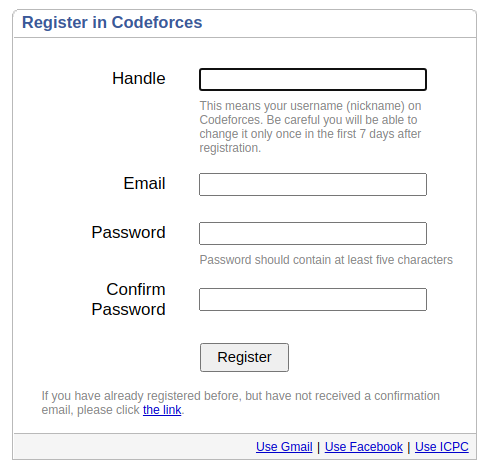 Register in Codeforces
Handle
This means your username (nickname) on
Codeforces. Be careful you will be able to
change it only once in the first 7 days after
registration.
Email
Password
Password should contain at least five characters
Confirm
Password
Register
If you have already registered before, but have not received a confirmation
email, please click the link.
Use Gmail | Use Facebook | Use ICPC